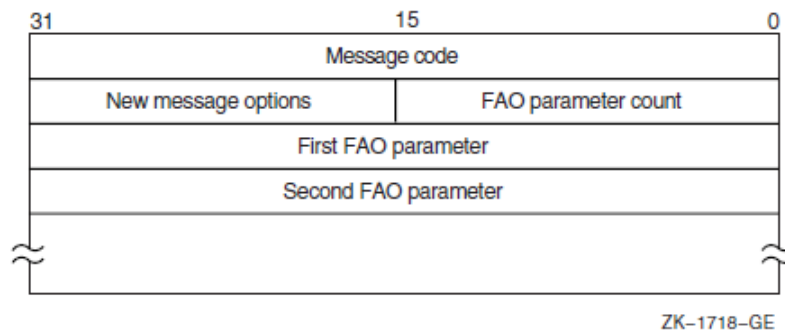 31 15 0
Message code
New message options FAO parameter count
First FAO parameter
Second FAO parameter
ZK–1718–GE